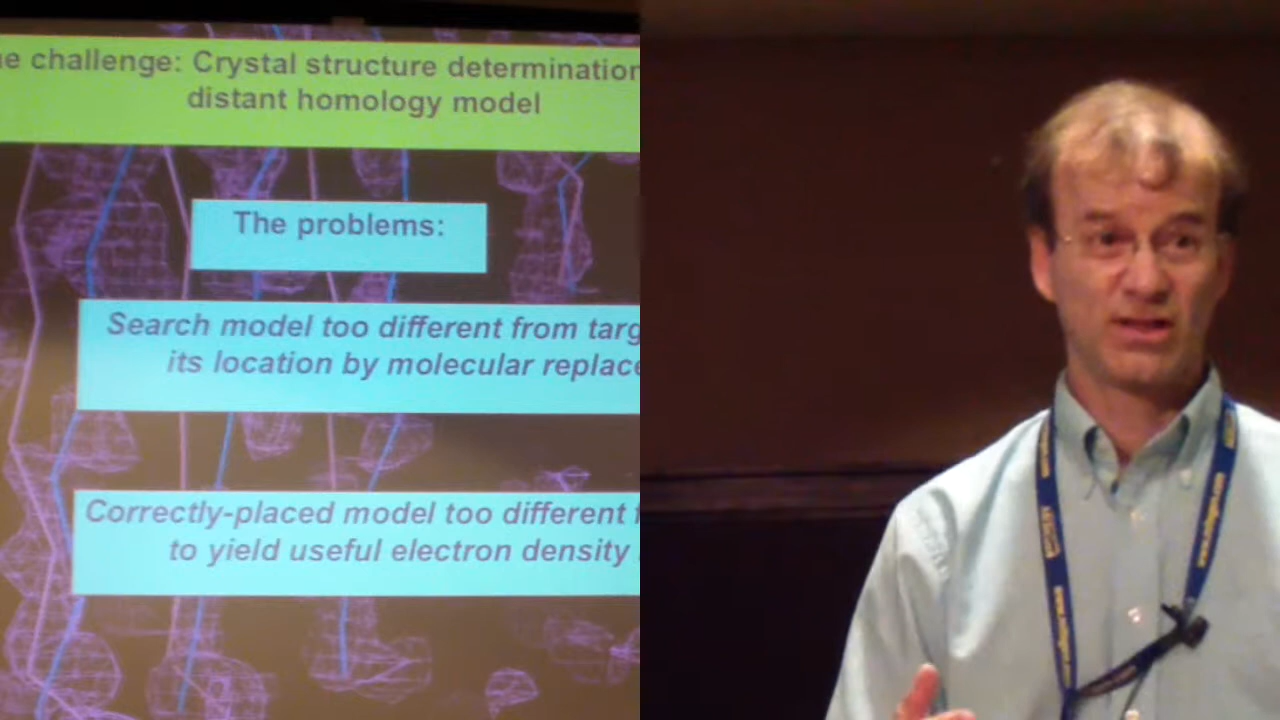 e challenge: Crystal structure determination
distant homology model
The problems:
Search model too different from targ
its location by molecular replace
Correctly-placed model too different
to yield useful electron density